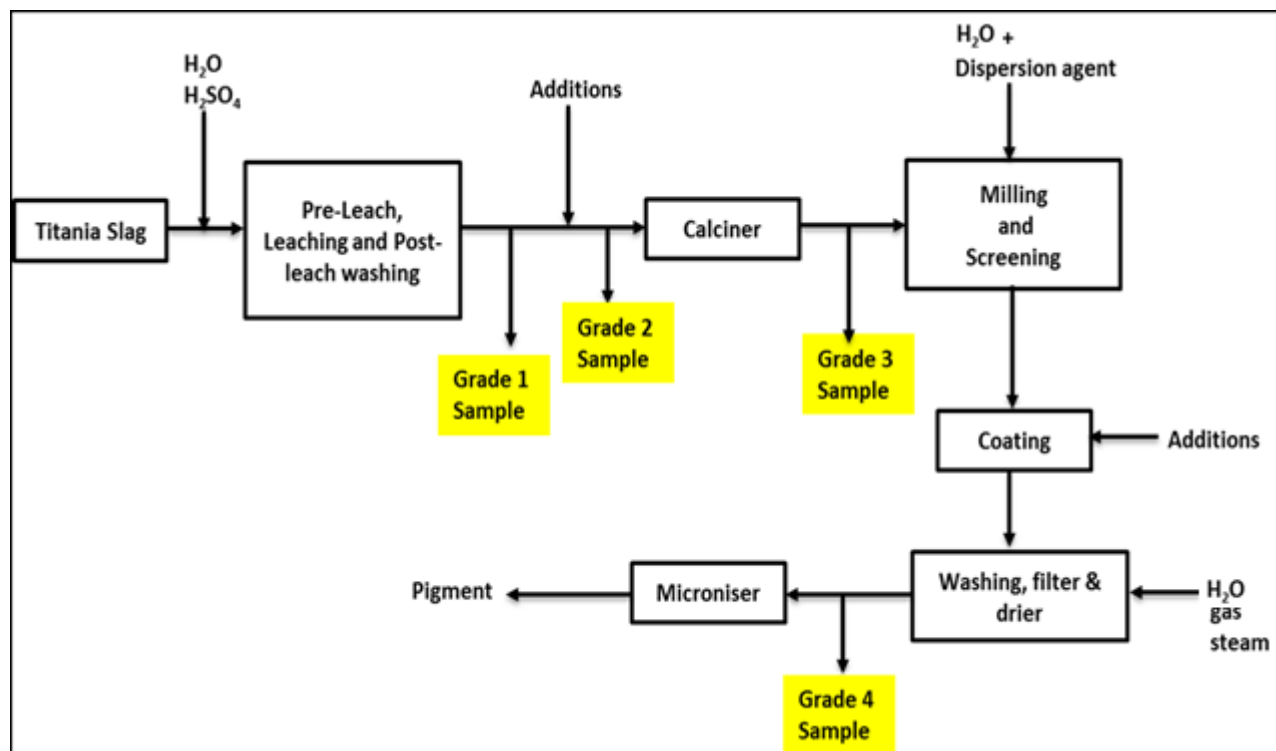 H₂O
H₂SO₄
Additions
H₂O +
Dispersion agent
Titania Slag
Pre-Leach,
Leaching and Post-
leach washing
Calciner
Milling
and
Screening
Grade 1
Sample
Grade 2
Sample
Grade 3
Sample
Coating
Additions
Pigment
Microniser
Washing, filter &
drier
H₂O
gas
steam
Grade 4
Sample